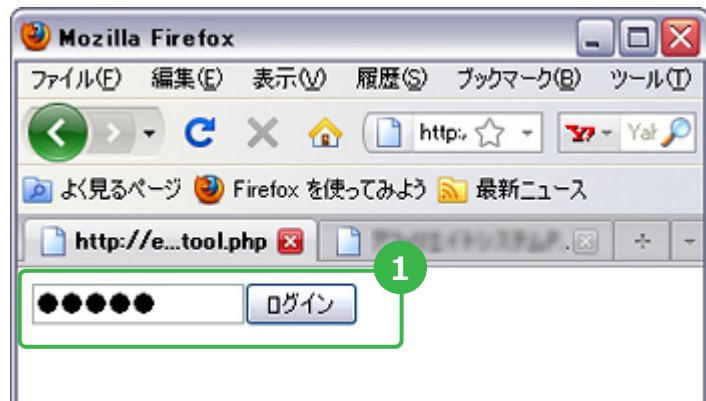 Mozilla Firefox
ファイル(F) 編集(E) 表示(V) 履歴(S) ブックマーク(B) ツール(T)
http:
よく見るページ Firefox を使ってみよう 最新ニュース
http://e...tool.php
1
●●●●● ログイン